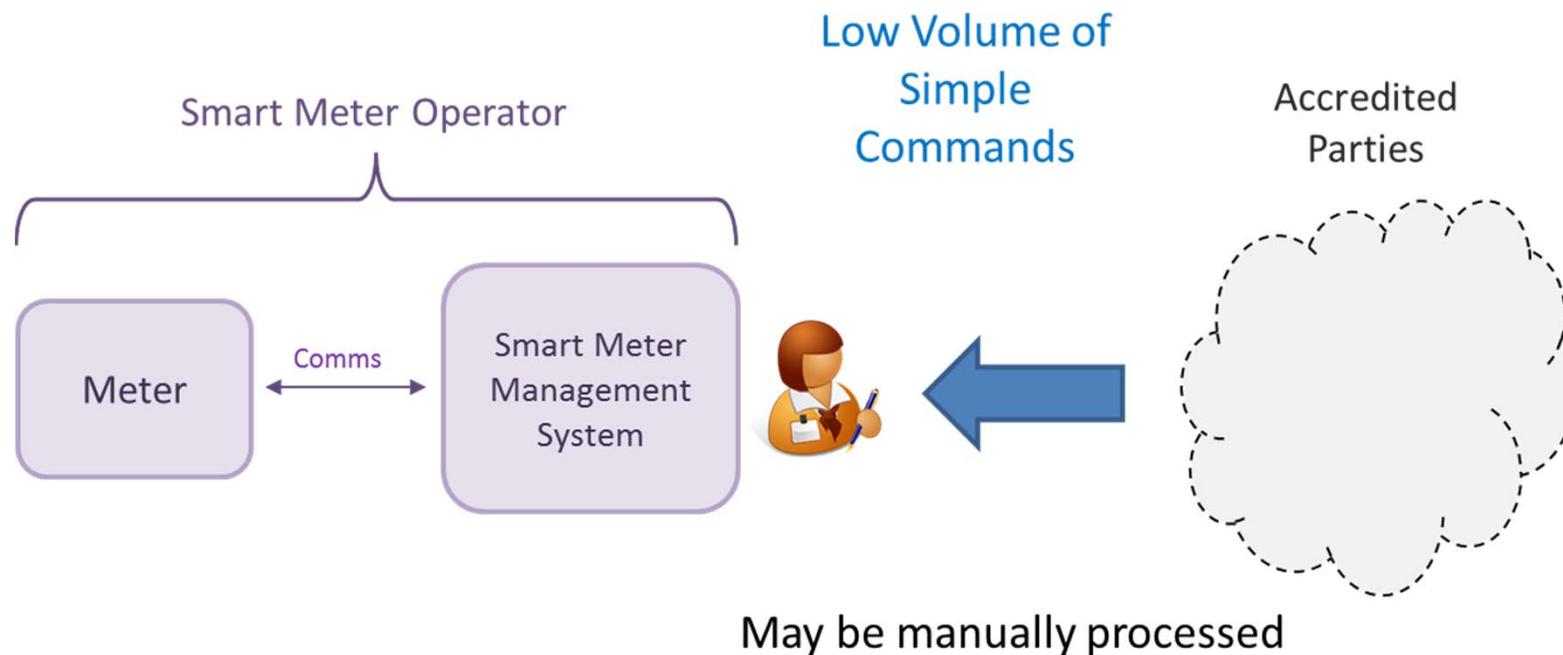 Low Volume of
Simple
Commands
Smart Meter Operator
Accredited
Parties
Meter
Comms
Smart Meter
Management
System
May be manually processed